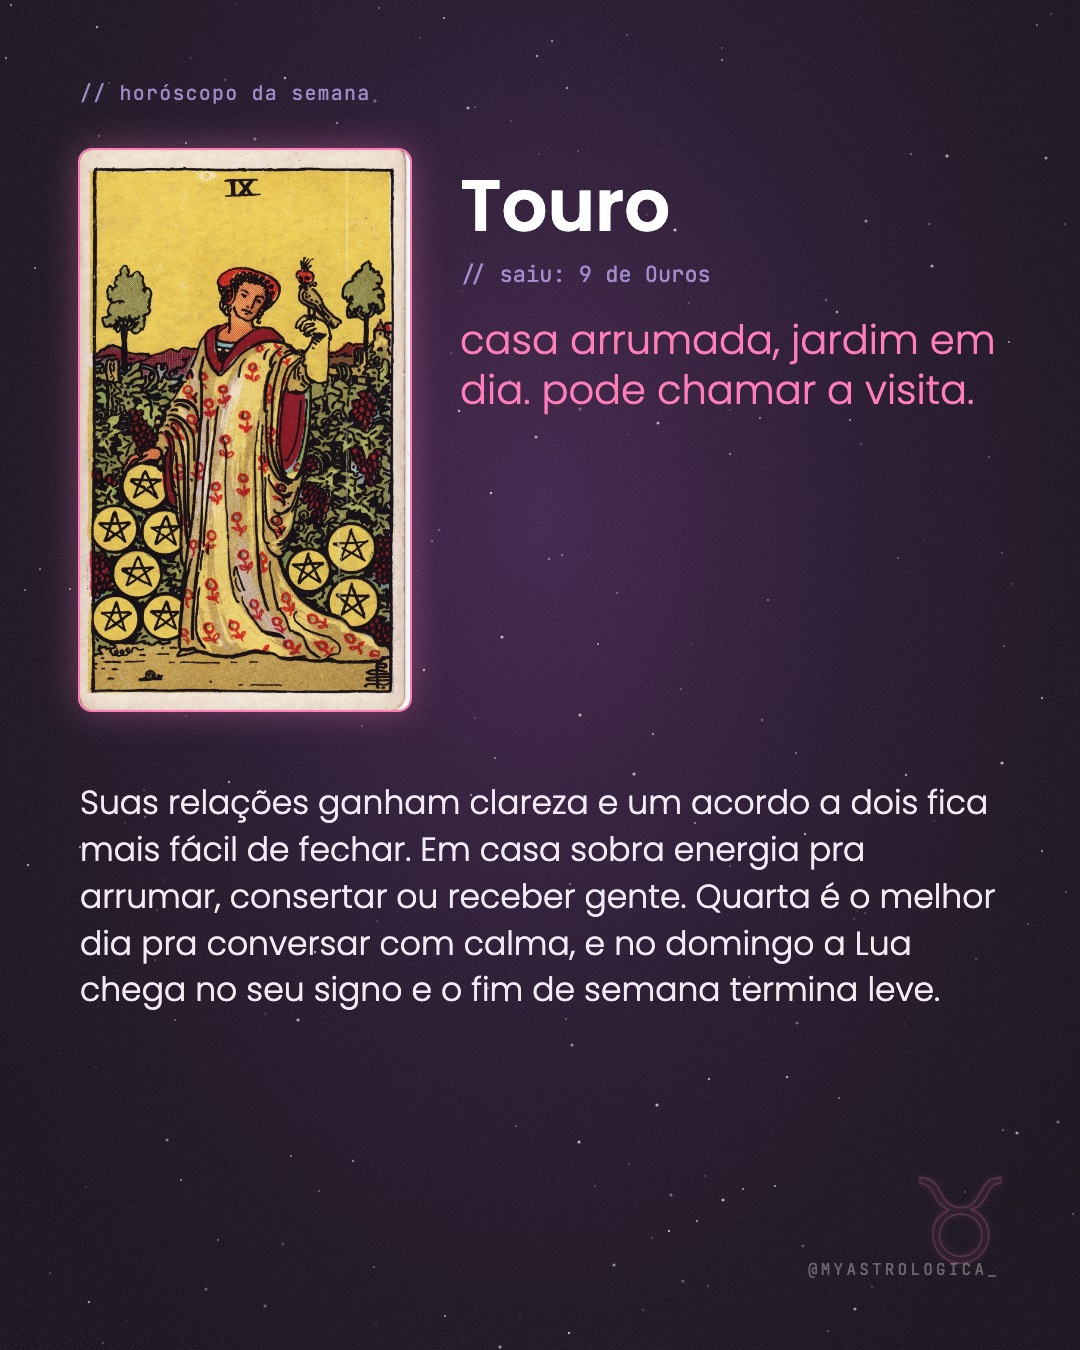 // horóscopo da semana
IX
Touro
// saiu: 9 de Ouros
casa arrumada, jardim em
dia. pode chamar a visita.
Suas relações ganham clareza e um acordo a dois fica
mais fácil de fechar. Em casa sobra energia pra
arrumar, consertar ou receber gente. Quarta é o melhor
dia pra conversar com calma, e no domingo a Lua
chega no seu signo e o fim de semana termina leve.
@MYASTROLOGICA_